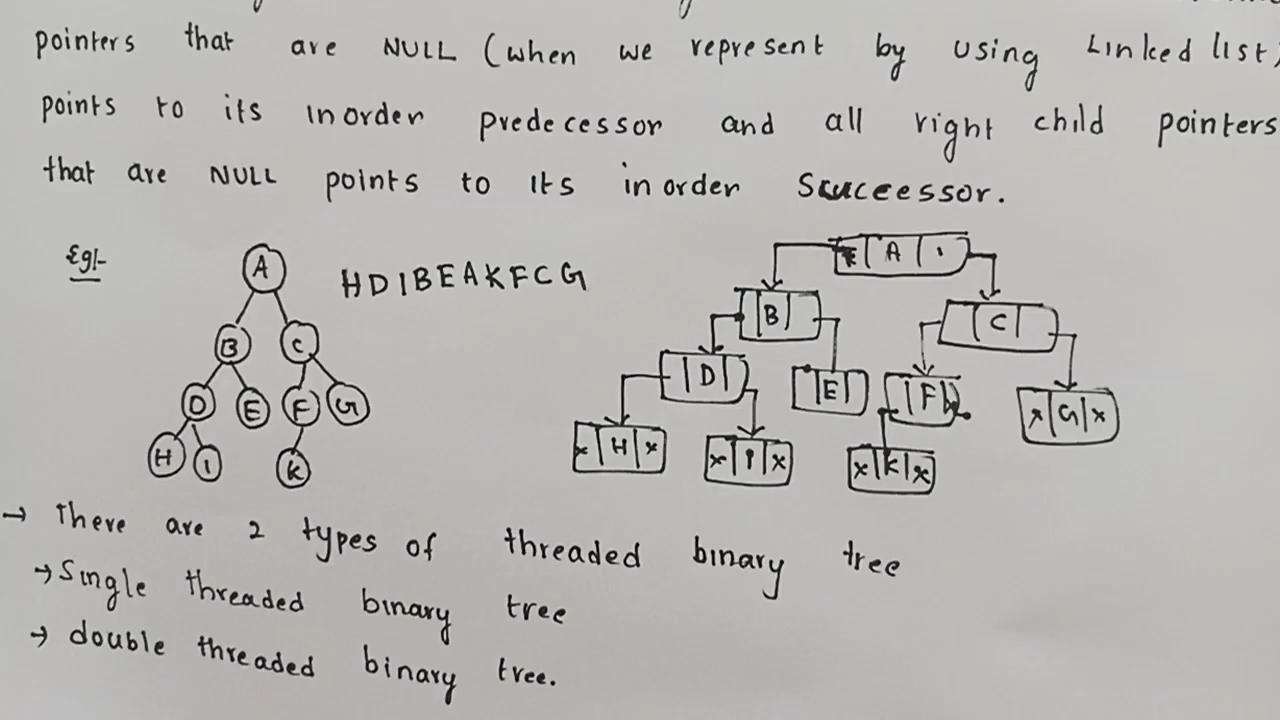 pointers that are NULL (when we represent by using Linked list)
points to its inorder predecessor and all right child pointers
that are NULL points to its inorder Successor.
Eg:-
HDIBEAKFCG
A
B C
D E F G
H I K
A
B C
D E F
x G x
x H x x I x x K x
→ There are 2 types of threaded binary tree
→ Single threaded binary tree
→ double threaded binary tree.